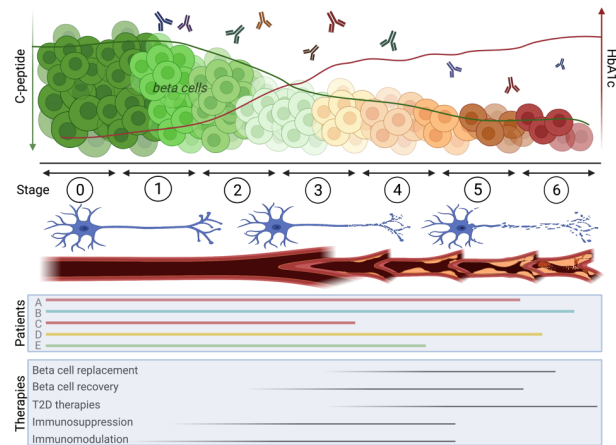 C-peptide
HbA1c
beta cells
Stage 0 1 2 3 4 5 6
Patients
A
B
C
D
E
Therapies
Beta cell replacement
Beta cell recovery
T2D therapies
Immunosuppression
Immunomodulation